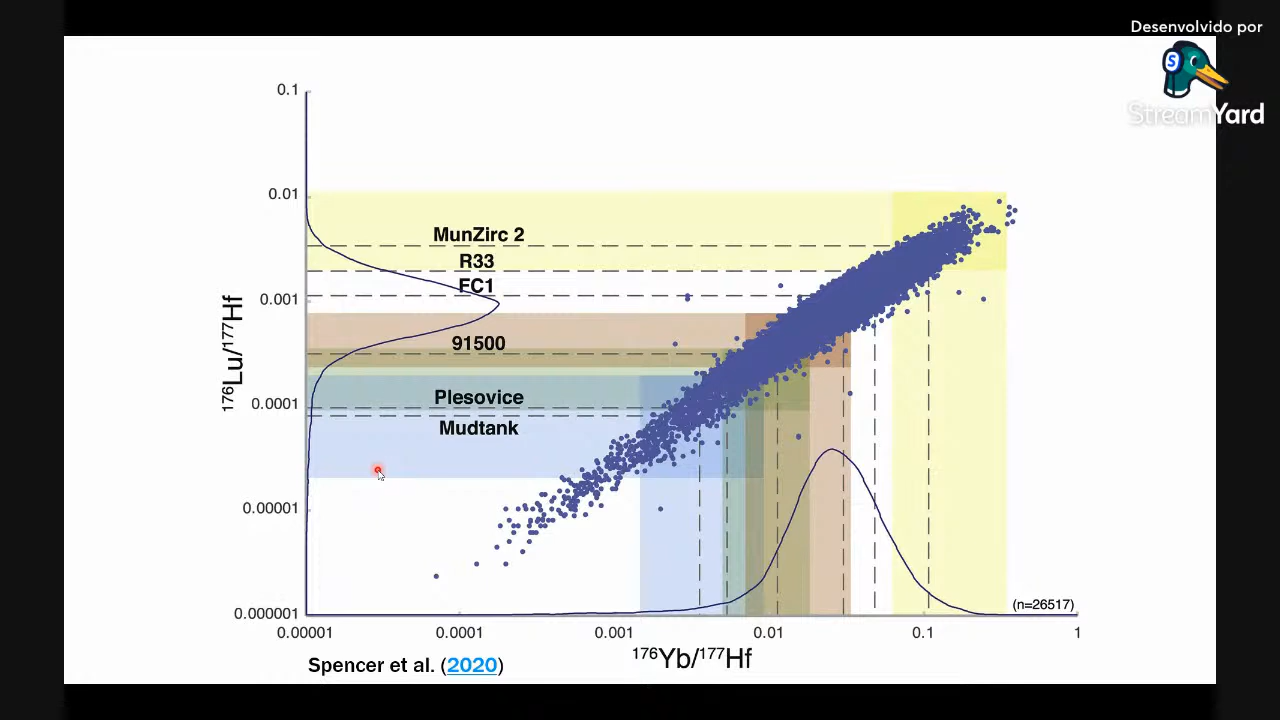 Desenvolvido por
S
StreamYard
0.1
0.01
MunZirc 2
R33
FC1
0.001
91500
Plesovice
0.0001
Mudtank
0.00001
0.000001
(n=26517)
¹⁷⁶Lu/¹⁷⁷Hf
0.00001 0.0001 0.001 0.01 0.1 1
¹⁷⁶Yb/¹⁷⁷Hf
Spencer et al. (2020)